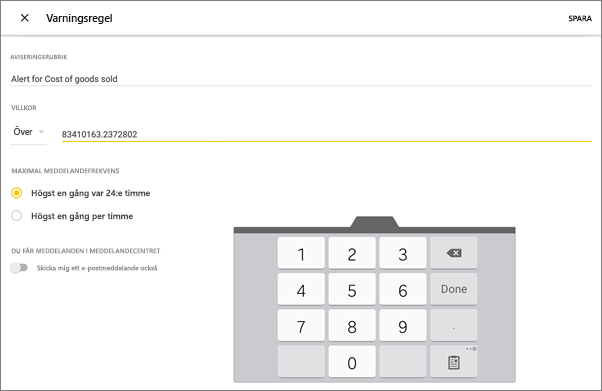 Varningsregel SPARA
AVISERINGSRUBRIK
Alert for Cost of goods sold
VILLKOR
Över 83410163.2372802
MAXIMAL MEDDELANDEFREKVENS
Högst en gång var 24:e timme
Högst en gång per timme
DU FÅR MEDDELANDEN I MEDDELANDECENTRET
Skicka mig ett e-postmeddelande också
1 2 3
4 5 6 Done
7 8 9 .
0